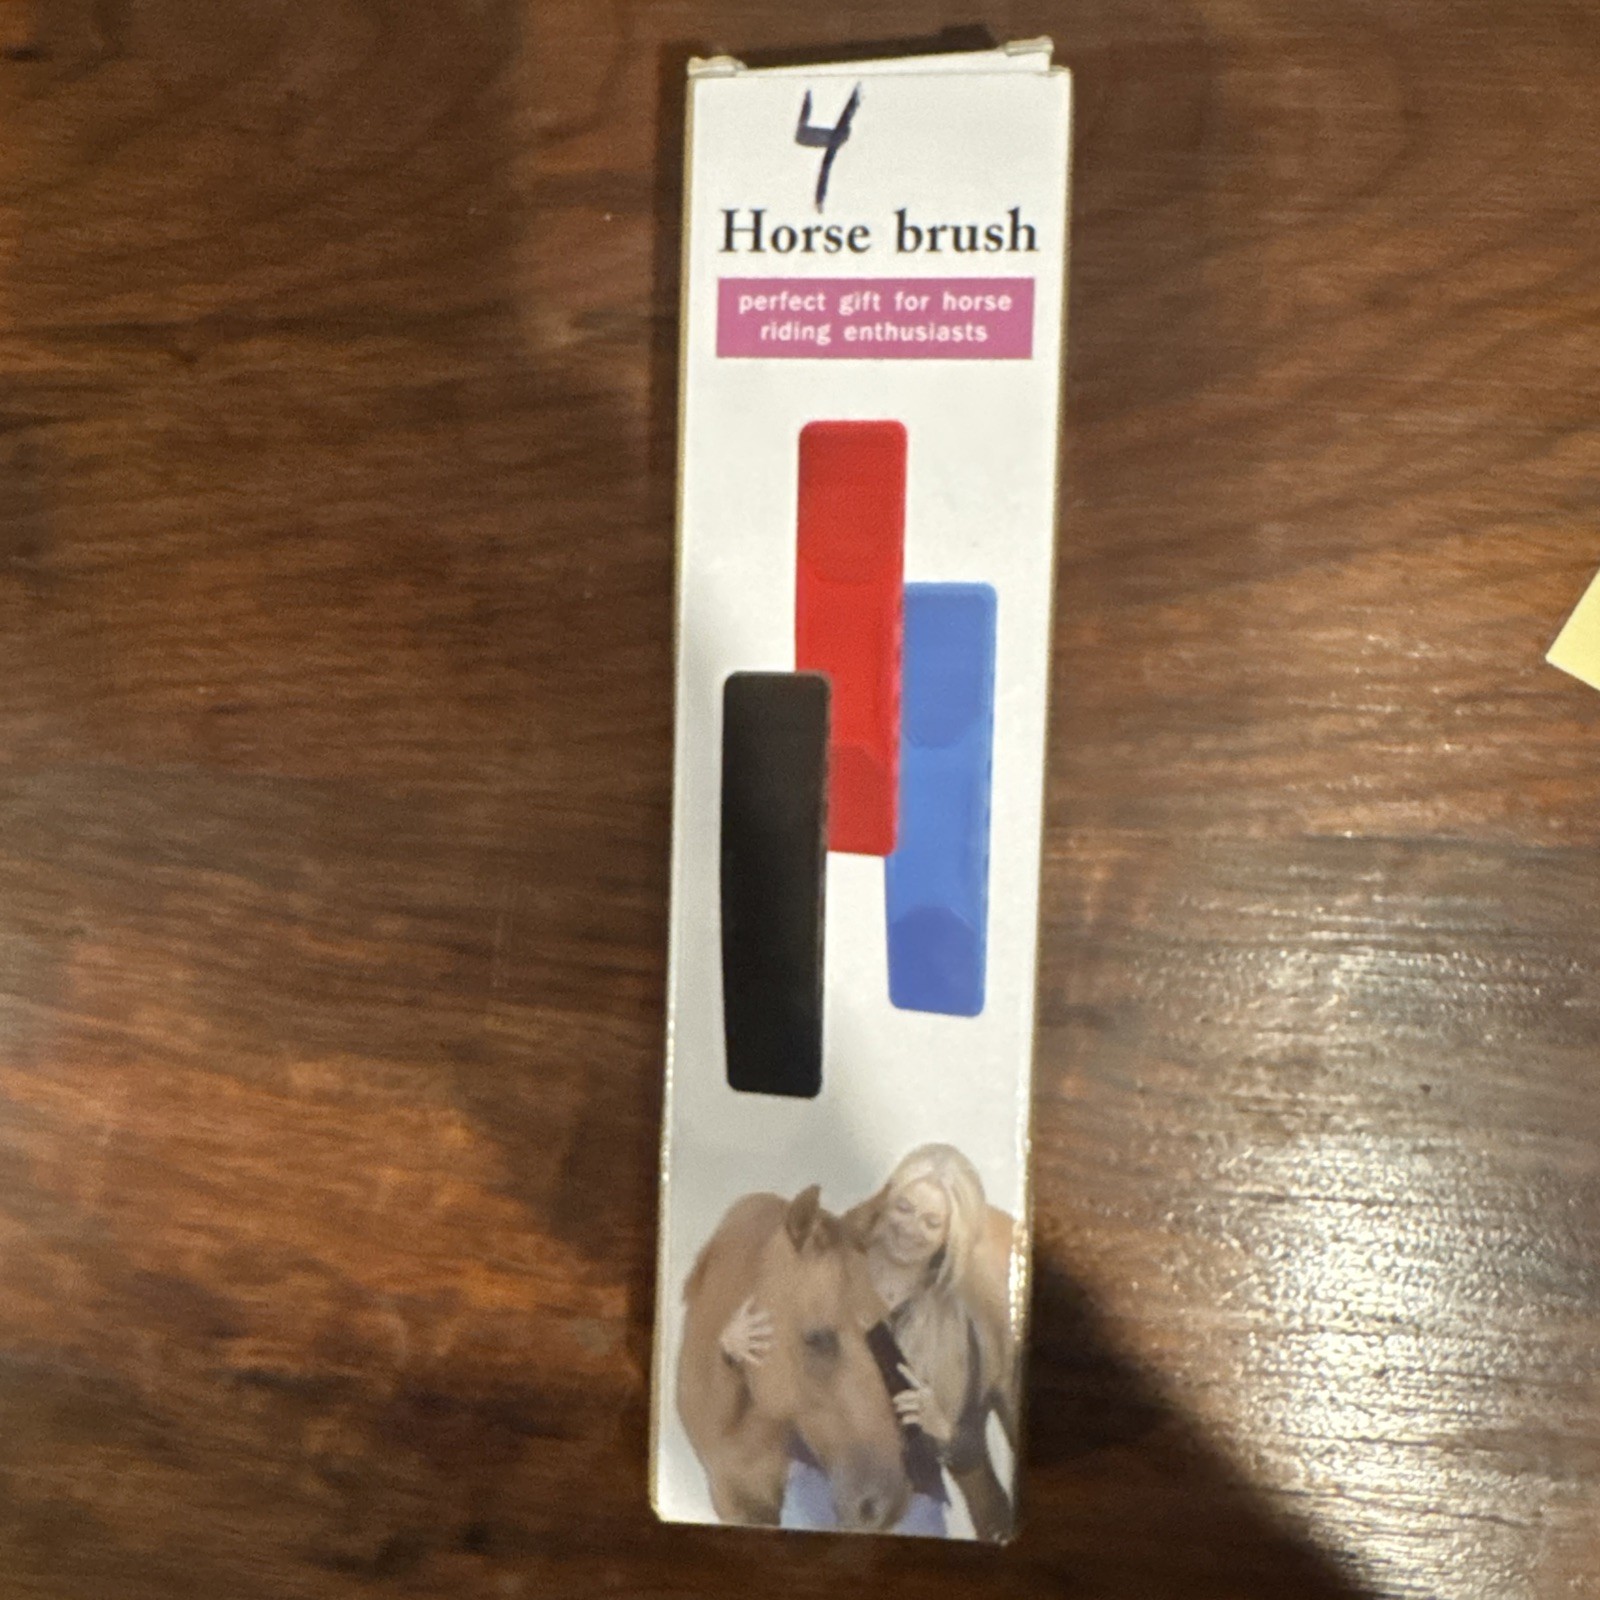 4
Horse brush
perfect gift for horse
riding enthusiasts